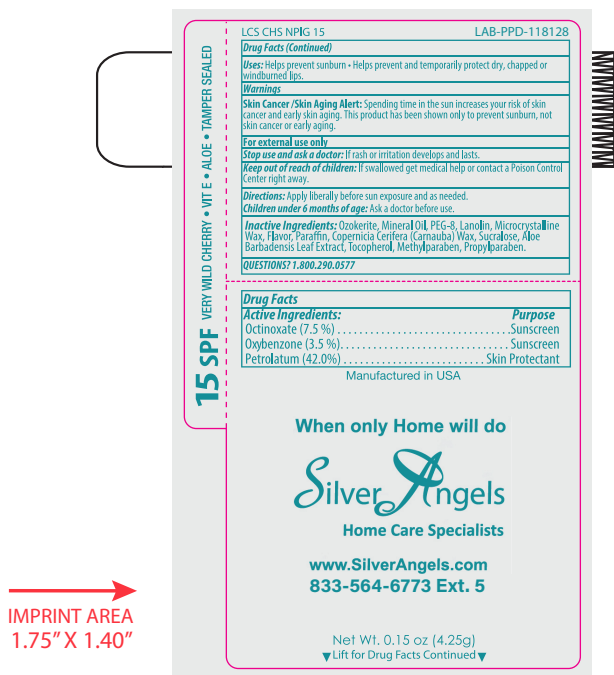 LCS CHS NPIG 15 LAB-PPD-118128
Drug Facts (Continued)
Uses: Helps prevent sunburn • Helps prevent and temporarily protect dry, chapped or
windburned lips.
Warnings
Skin Cancer /Skin Aging Alert: Spending time in the sun increases your risk of skin
cancer and early skin aging. This product has been shown only to prevent sunburn, not
skin cancer or early aging.
For external use only
Stop use and ask a doctor: If rash or irritation develops and lasts.
Keep out of reach of children: If swallowed get medical help or contact a Poison Control
Center right away.
Directions: Apply liberally before sun exposure and as needed.
Children under 6 months of age: Ask a doctor before use.
Inactive Ingredients: Ozokerite, Mineral Oil, PEG-8, Lanolin, Microcrystalline
Wax, Flavor, Paraffin, Copernicia Cerifera (Carnauba) Wax, Sucralose, Aloe
Barbadensis Leaf Extract, Tocopherol, Methylparaben, Propylparaben.
QUESTIONS? 1.800.290.0577
15 SPF VERY WILD CHERRY • VIT E • ALOE • TAMPER SEALED
Drug Facts
Active Ingredients: Purpose
Octinoxate (7.5 %) . . . . . . . . . . . . . . . . . . . . . . . . . . . . . . Sunscreen
Oxybenzone (3.5 %). . . . . . . . . . . . . . . . . . . . . . . . . . . . . Sunscreen
Petrolatum (42.0%) . . . . . . . . . . . . . . . . . . . . . . . . Skin Protectant
Manufactured in USA
When only Home will do
Silver Angels
Home Care Specialists
www.SilverAngels.com
833-564-6773 Ext. 5
IMPRINT AREA
1.75” X 1.40”
Net Wt. 0.15 oz (4.25g)
▼Lift for Drug Facts Continued▼